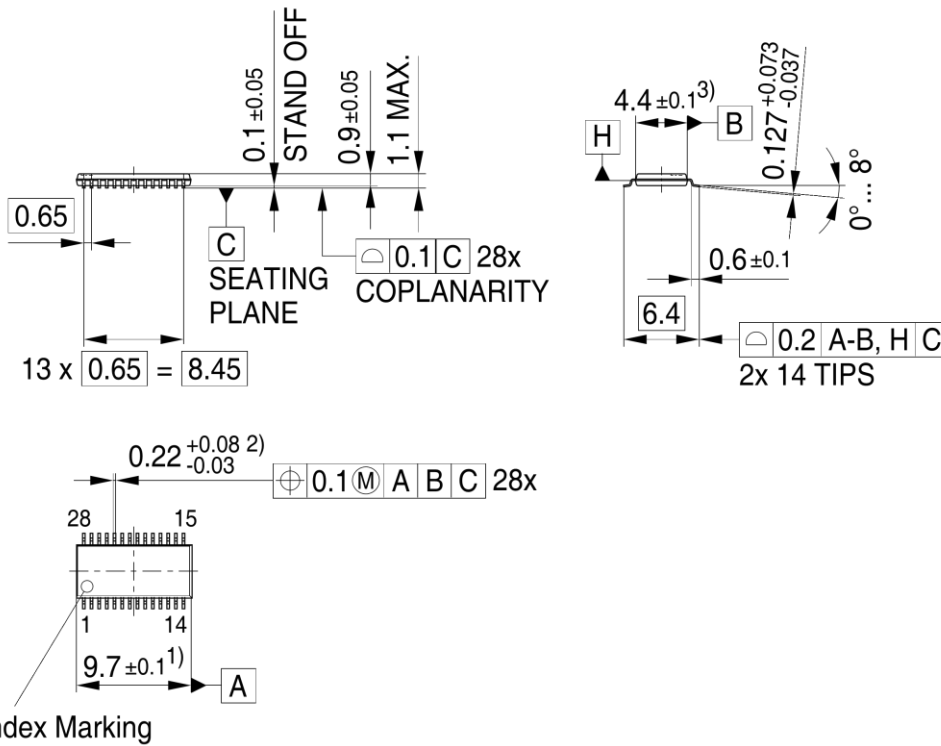 0.1 ±0.05
STAND OFF
0.9 ±0.05
1.1 MAX.
0.65
C
SEATING
PLANE
⌓ 0.1 C 28x
COPLANARITY
13 x 0.65 = 8.45
4.4 ±0.1 3)
B
H
0.127 +0.073 -0.037
0°... 8°
0.6 ±0.1
6.4
⌓ 0.2 A-B, H C
2x 14 TIPS
0.22 +0.08 -0.03 2)
⌖ 0.1 Ⓜ A B C 28x
28 15
1 14
9.7 ±0.1 1)
A
ndex Marking